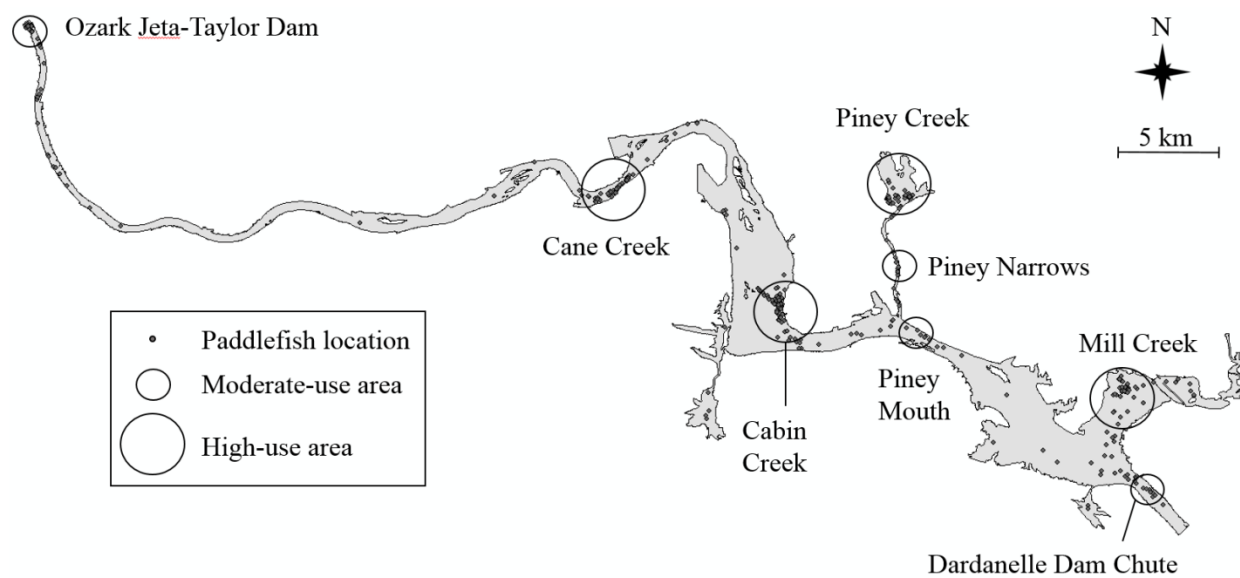 Ozark Jeta-Taylor Dam
N
5 km
Piney Creek
Cane Creek
Piney Narrows
Paddlefish location
Moderate-use area
High-use area
Piney
Mouth
Mill Creek
Cabin
Creek
Dardanelle Dam Chute